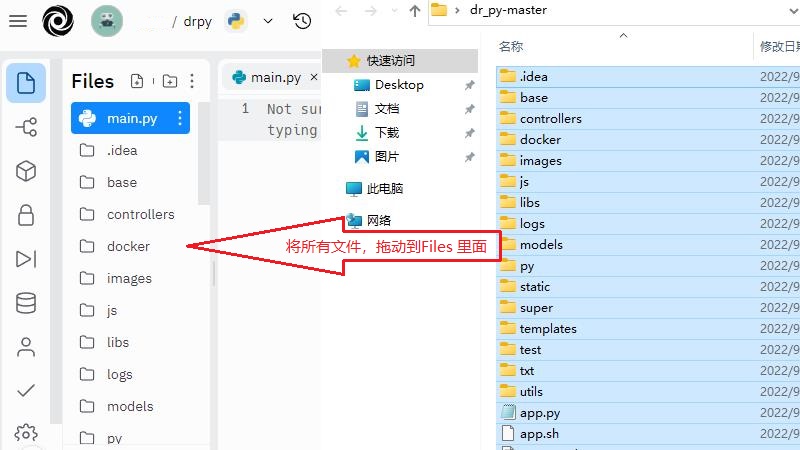 / drpy
Files
main.py
.idea
base
controllers
docker
images
js
libs
logs
models
py
main.py ×
1 Not sur
typing
将所有文件，拖动到Files 里面
dr_py-master
快速访问
Desktop
文档
下载
图片
此电脑
网络
名称
修改日
.idea 2022/9
base 2022/9
controllers 2022/9
docker 2022/9
images 2022/9
js 2022/9
libs 2022/9
logs 2022/9
models 2022/9
py 2022/9
static 2022/9
super 2022/9
templates 2022/9
test 2022/9
txt 2022/9
utils 2022/9
app.py 2022/9
app.sh 2022/9